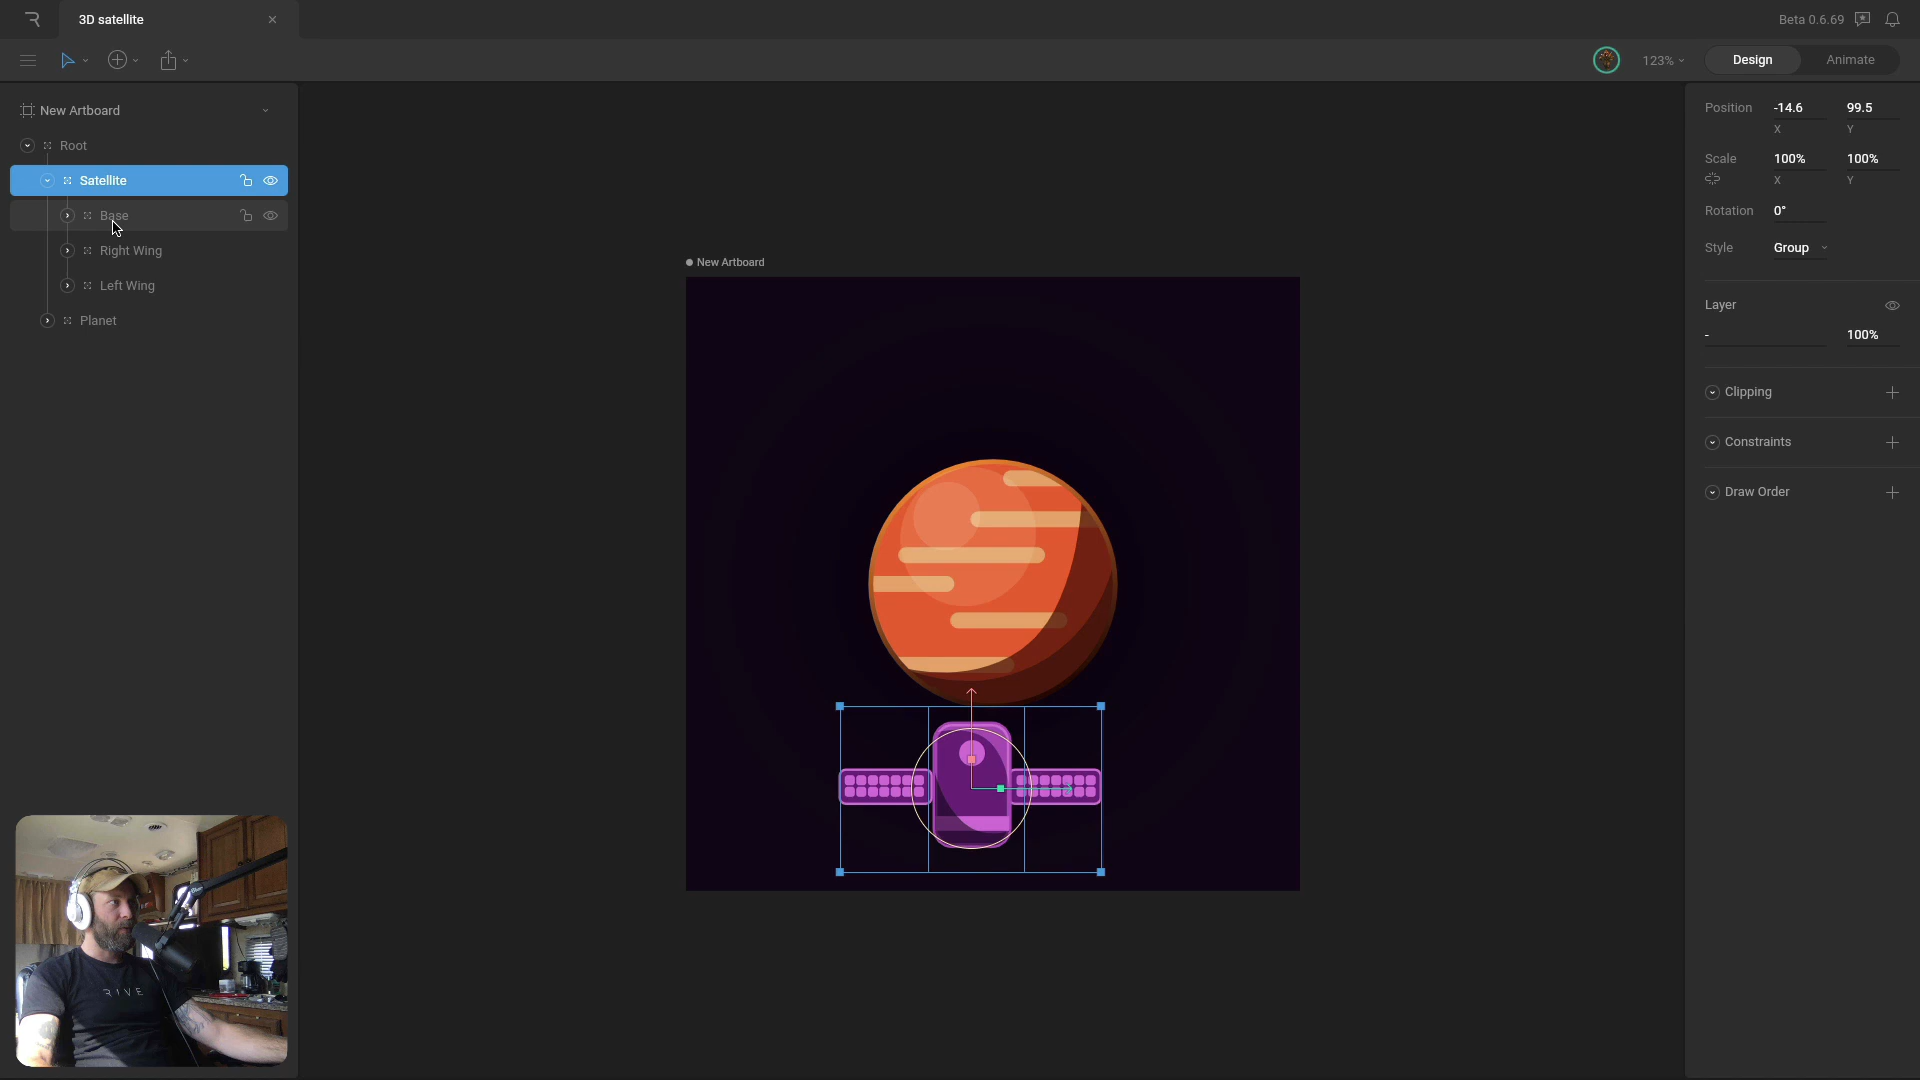 3D satellite
Beta 0.6.69
123%
Design
Animate
New Artboard
Root
Satellite
Base
Right Wing
Left Wing
Planet
New Artboard
Position
-14.6
99.5
X
Y
Scale
100%
100%
X
Y
Rotation
0°
Style
Group
Layer
-
100%
Clipping
Constraints
Draw Order
RIVE